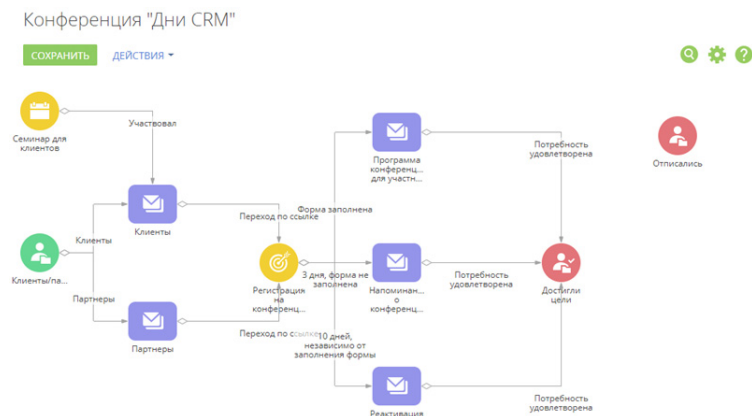 Конференция "Дни CRM"
СОХРАНИТЬ
ДЕЙСТВИЯ
Семинар для
клиентов
Участвовал
Программа
конференц...
для участн...
Потребность
удовлетворена
Отписались
Клиенты
Переход по ссылке
Форма заполнена
Клиенты
Клиенты/па...
Партнеры
Регистрация
на
конференц...
3 дня, форма не
заполнена
Напоминан...
о
конференц...
Потребность
удовлетворена
Достигли
цели
Партнеры
Переход по ссылке
10 дней,
независимо от
заполнения формы
Реактивация
Потребность
удовлетворена